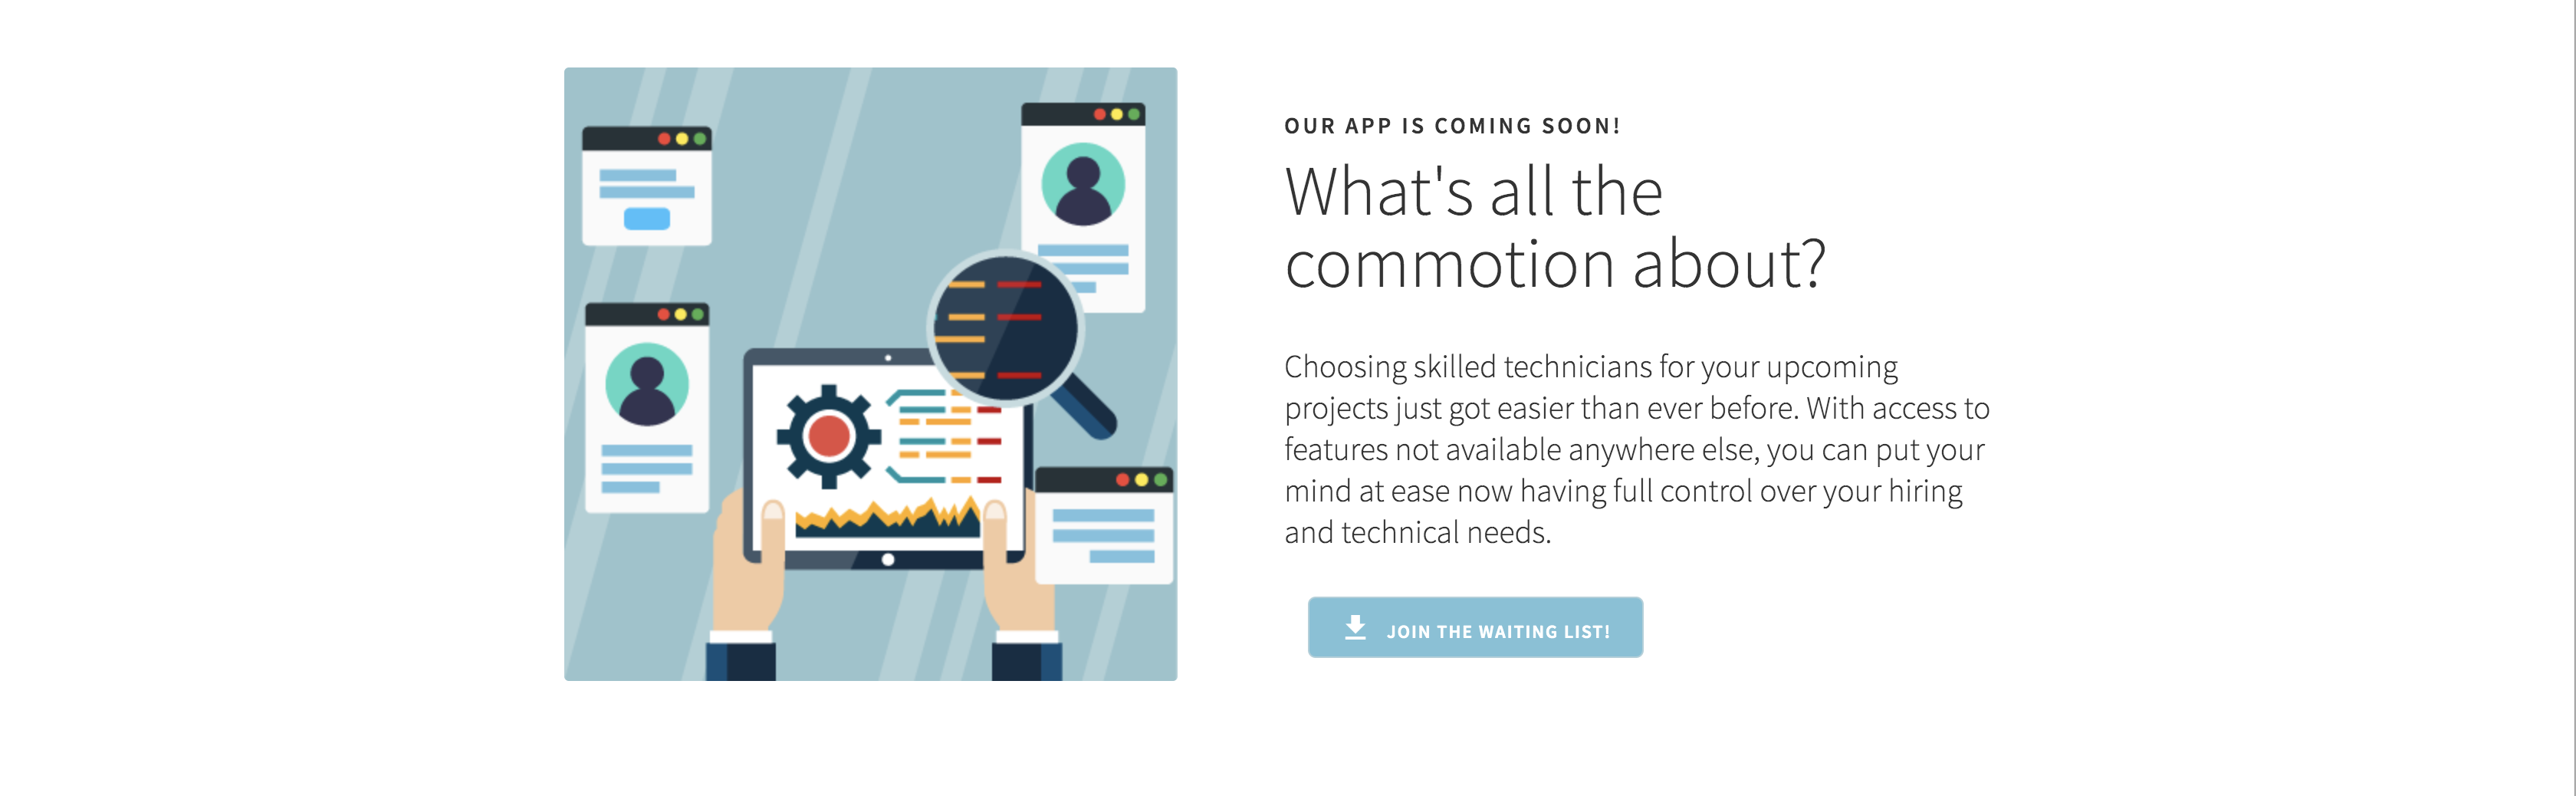 OUR APP IS COMING SOON!
What's all the
commotion about?
Choosing skilled technicians for your upcoming
projects just got easier than ever before. With access to
features not available anywhere else, you can put your
mind at ease now having full control over your hiring
and technical needs.
JOIN THE WAITING LIST!